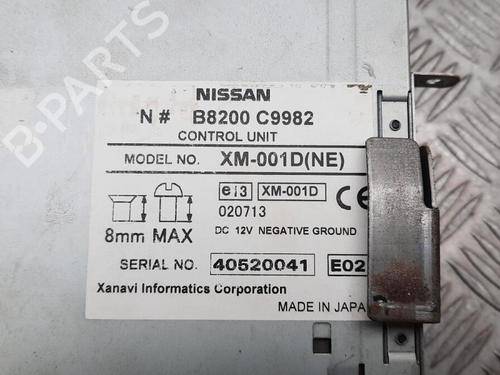 NISSAN
N # B8200 C9982
CONTROL UNIT
MODEL NO. XM-001D(NE)
e13 XM-001D CE
020713
8mm MAX
DC 12V NEGATIVE GROUND
SERIAL NO. 40520041 E02
Xanavi Informatics Corporation
MADE IN JAPA
B-PARTS